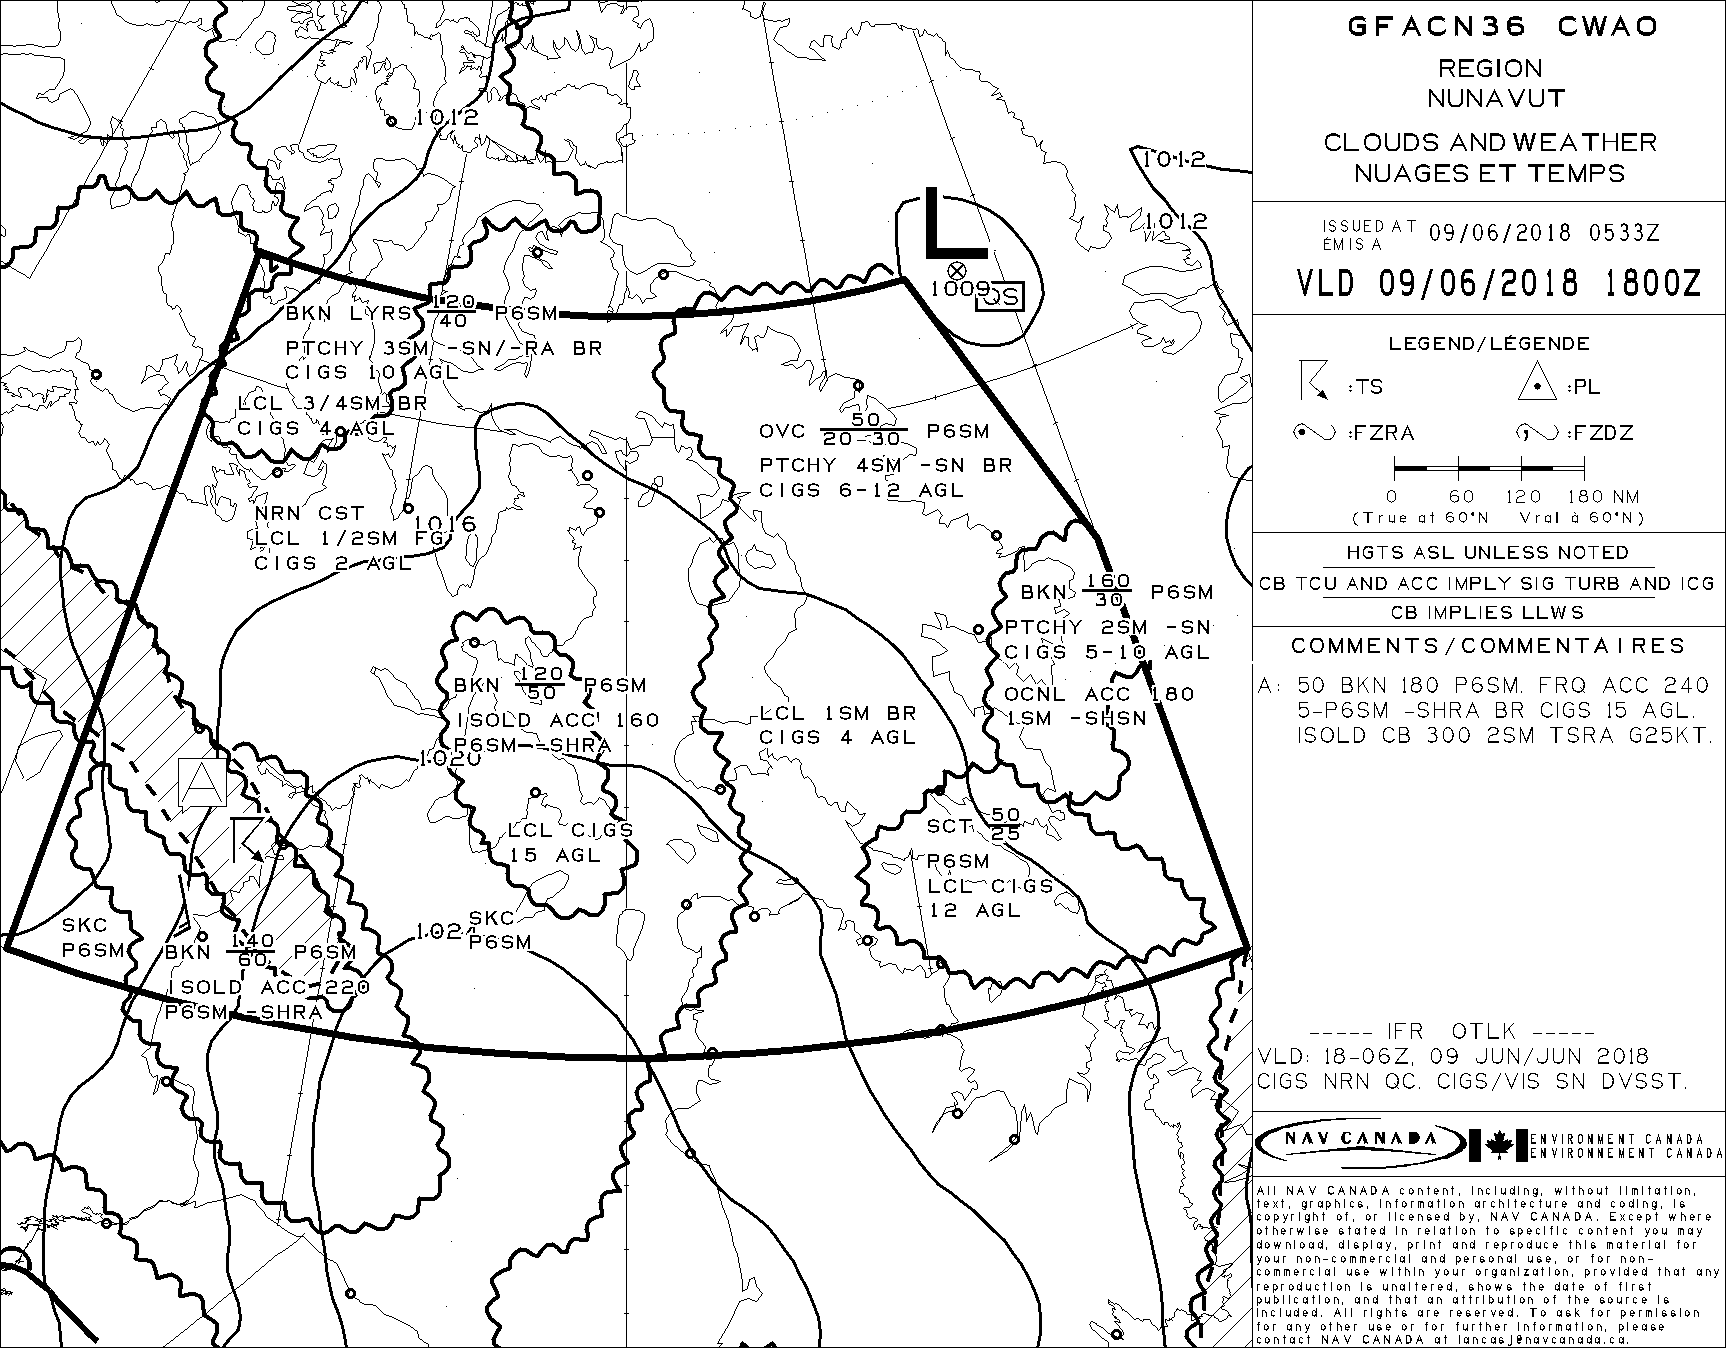 GFACN36 CWAO
REGION
NUNAVUT
CLOUDS AND WEATHER
NUAGES ET TEMPS
ISSUED AT
ÉMIS A
09/06/2018 0533Z
VLD 09/06/2018 1800Z
LEGEND/LÉGENDE
:TS
:PL
:FZRA
:FZDZ
0 60 120 180 NM
(True at 60°N Vrai à 60°N)
HGTS ASL UNLESS NOTED
CB TCU AND ACC IMPLY SIG TURB AND ICG
CB IMPLIES LLWS
COMMENTS/COMMENTAIRES
A: 50 BKN 180 P6SM. FRQ ACC 240
5-P6SM -SHRA BR CIGS 15 AGL.
ISOLD CB 300 2SM TSRA G25KT.
----- IFR OTLK -----
VLD: 18-06Z, 09 JUN/JUN 2018
CIGS NRN QC. CIGS/VIS SN DVSST.
NAV CANADA
ENVIRONMENT CANADA
ENVIRONNEMENT CANADA
All NAV CANADA content, including, without limitation,
text, graphics, information architecture and coding, is
copyright of, or licensed by, NAV CANADA. Except where
otherwise stated in relation to specific content you may
download, display, print and reproduce this material for
your non-commercial and personal use, or for non-
commercial use within your organization, provided that any
reproduction is unaltered, shows the date of first
publication, and that an attribution of the source is
included. All rights are reserved. To ask for permission
for any other use or for further information, please
contact NAV CANADA at lancasj@navcanada.ca.
1012
1012
1012
L
1009
QS
BKN LYRS 120 P6SM
40
PTCHY 3SM -SN/-RA BR
CIGS 10 AGL
LCL 3/4SM BR
CIGS 4 AGL
NRN CST
LCL 1/2SM FG
CIGS 2 AGL
1016
OVC 50 P6SM
20-30
PTCHY 4SM -SN BR
CIGS 6-12 AGL
BKN 160 P6SM
30
PTCHY 2SM -SN
CIGS 5-10 AGL
OCNL ACC 180
1SM -SHSN
BKN 120 P6SM
50
ISOLD ACC 160
P6SM -SHRA
1020
LCL CIGS
15 AGL
LCL 1SM BR
CIGS 4 AGL
A
SCT 50
25
P6SM
LCL CIGS
12 AGL
SKC
P6SM
BKN 140 P6SM
60
ISOLD ACC 220
P6SM -SHRA
1024
SKC
P6SM